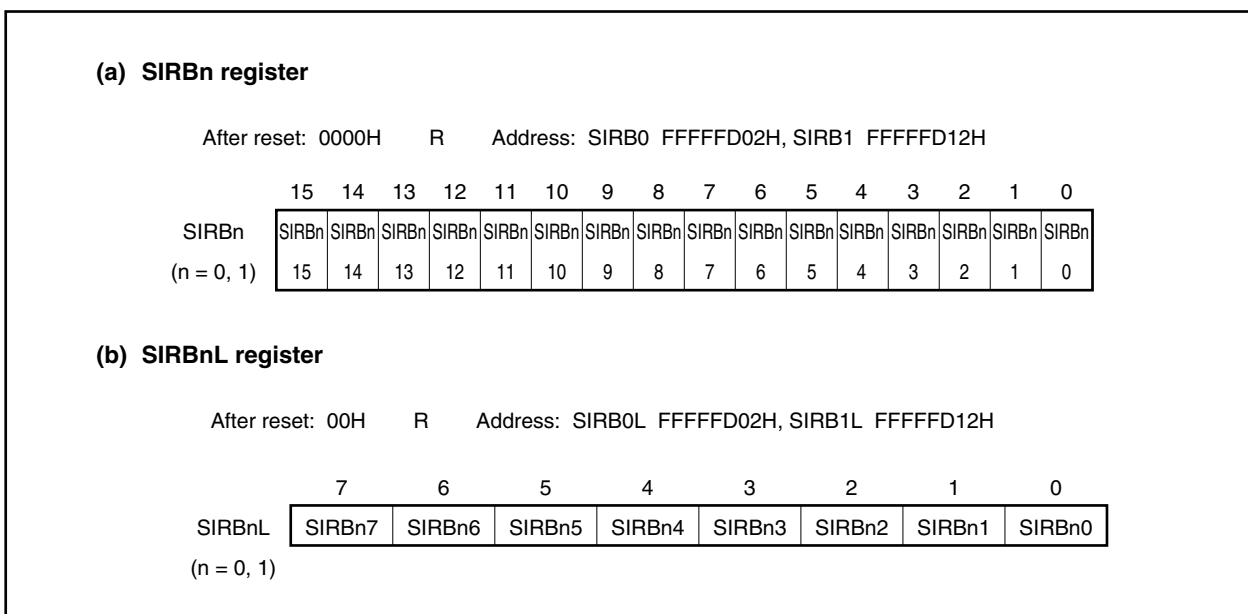 (a) SIRBn register
After reset: 0000H R Address: SIRB0 FFFFFD02H, SIRB1 FFFFFD12H
15 14 13 12 11 10 9 8 7 6 5 4 3 2 1 0
SIRBn SIRBn SIRBn SIRBn SIRBn SIRBn SIRBn SIRBn SIRBn SIRBn SIRBn SIRBn SIRBn SIRBn SIRBn SIRBn SIRBn
(n = 0, 1) 15 14 13 12 11 10 9 8 7 6 5 4 3 2 1 0
(b) SIRBnL register
After reset: 00H R Address: SIRB0L FFFFFD02H, SIRB1L FFFFFD12H
7 6 5 4 3 2 1 0
SIRBnL SIRBn7 SIRBn6 SIRBn5 SIRBn4 SIRBn3 SIRBn2 SIRBn1 SIRBn0
(n = 0, 1)